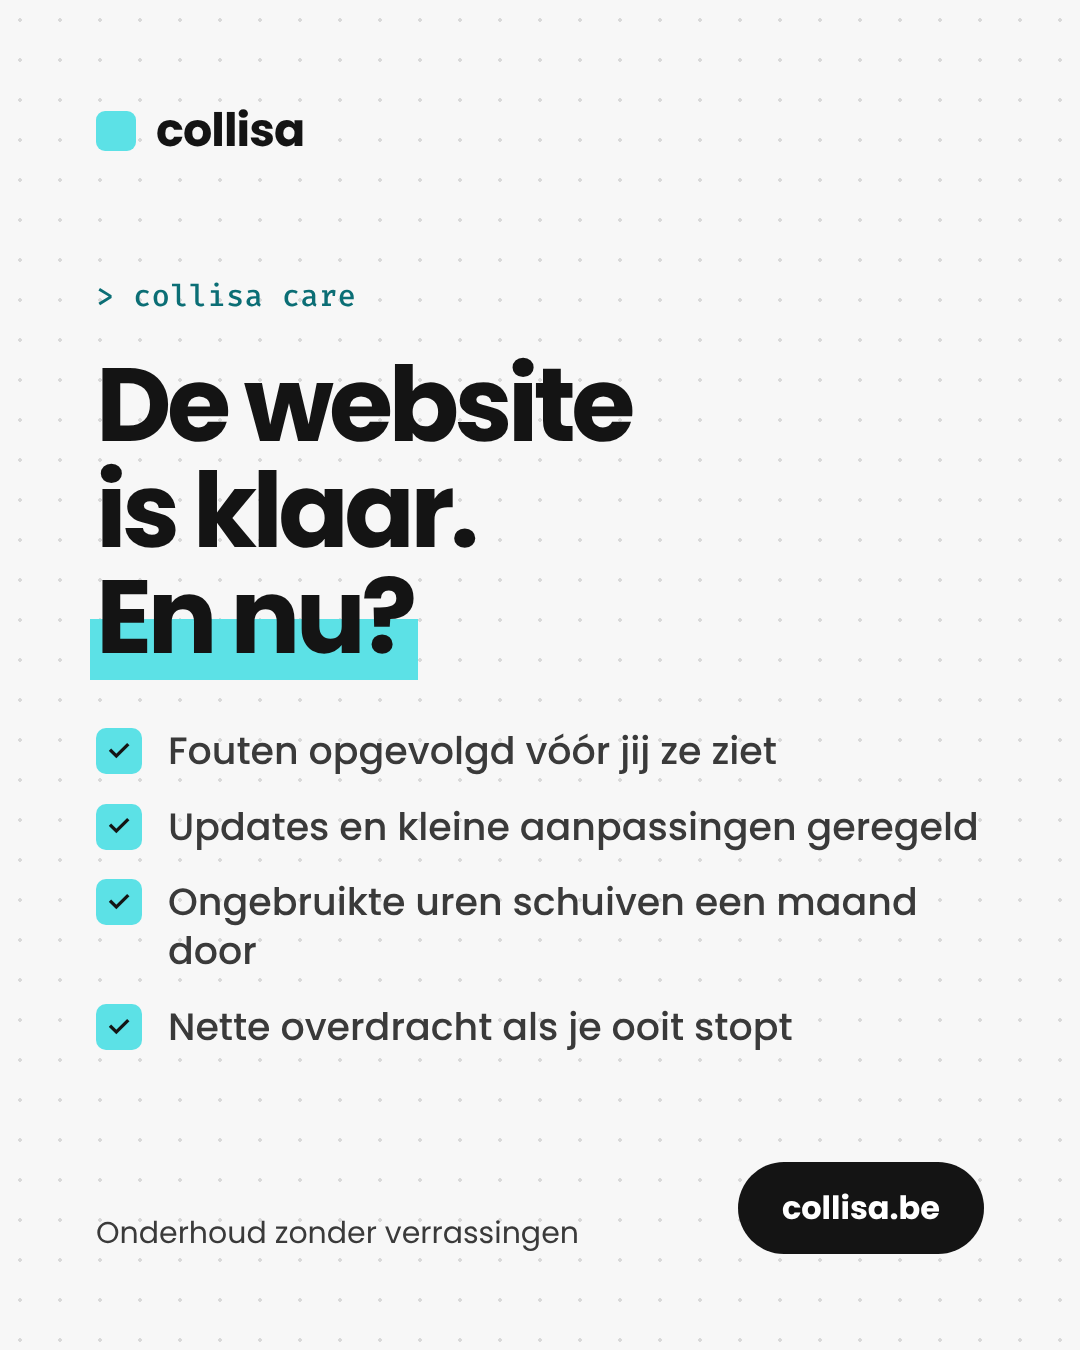 collisa
> collisa care
De website
is klaar.
En nu?
Fouten opgevolgd vóór jij ze ziet
Updates en kleine aanpassingen geregeld
Ongebruikte uren schuiven een maand
door
Nette overdracht als je ooit stopt
Onderhoud zonder verrassingen
collisa.be